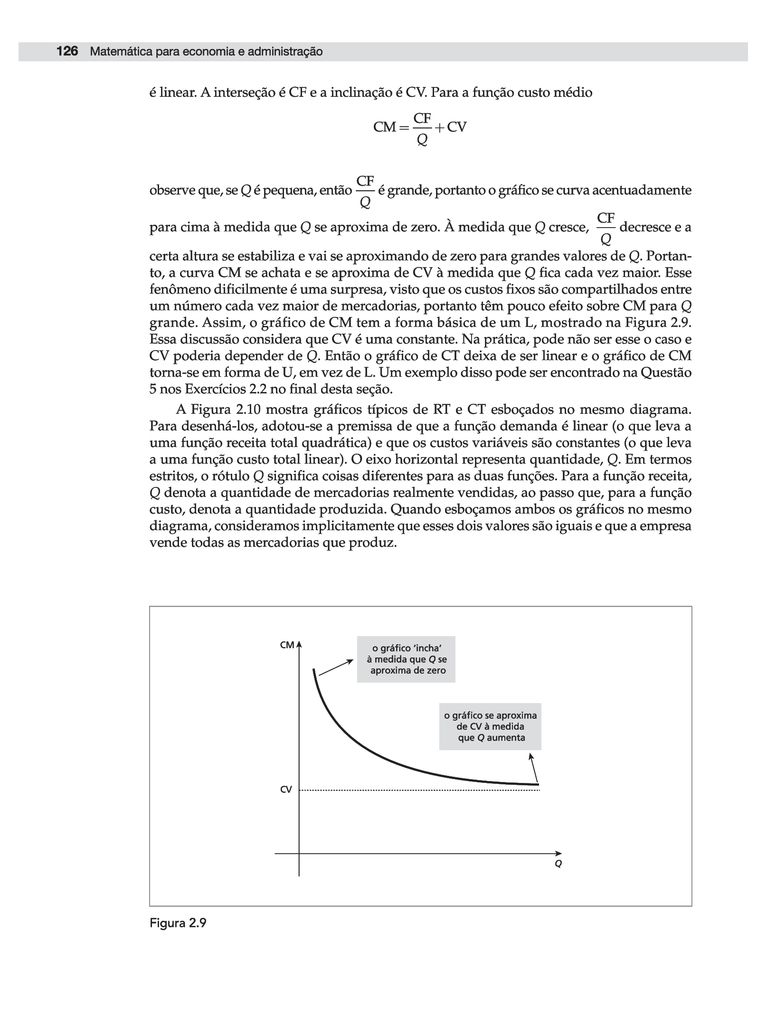 126 Matemática para economia e administração
é linear. A interseção é CF e a inclinação é CV. Para a função custo médio
CM = CF/Q + CV
observe que, se Q é pequena, então CF/Q é grande, portanto o gráfico se curva acentuadamente
para cima à medida que Q se aproxima de zero. À medida que Q cresce, CF/Q decresce e a
certa altura se estabiliza e vai se aproximando de zero para grandes valores de Q. Portan-
to, a curva CM se achata e se aproxima de CV à medida que Q fica cada vez maior. Esse
fenômeno dificilmente é uma surpresa, visto que os custos fixos são compartilhados entre
um número cada vez maior de mercadorias, portanto têm pouco efeito sobre CM para Q
grande. Assim, o gráfico de CM tem a forma básica de um L, mostrado na Figura 2.9.
Essa discussão considera que CV é uma constante. Na prática, pode não ser esse o caso e
CV poderia depender de Q. Então o gráfico de CT deixa de ser linear e o gráfico de CM
torna-se em forma de U, em vez de L. Um exemplo disso pode ser encontrado na Questão
5 nos Exercícios 2.2 no final desta seção.
A Figura 2.10 mostra gráficos típicos de RT e CT esboçados no mesmo diagrama.
Para desenhá-los, adotou-se a premissa de que a função demanda é linear (o que leva a
uma função receita total quadrática) e que os custos variáveis são constantes (o que leva
a uma função custo total linear). O eixo horizontal representa quantidade, Q. Em termos
estritos, o rótulo Q significa coisas diferentes para as duas funções. Para a função receita,
Q denota a quantidade de mercadorias realmente vendidas, ao passo que, para a função
custo, denota a quantidade produzida. Quando esboçamos ambos os gráficos no mesmo
diagrama, consideramos implicitamente que esses dois valores são iguais e que a empresa
vende todas as mercadorias que produz.
CM
o gráfico ‘incha’
à medida que Q se
aproxima de zero
o gráfico se aproxima
de CV à medida
que Q aumenta
CV
Q
Figura 2.9